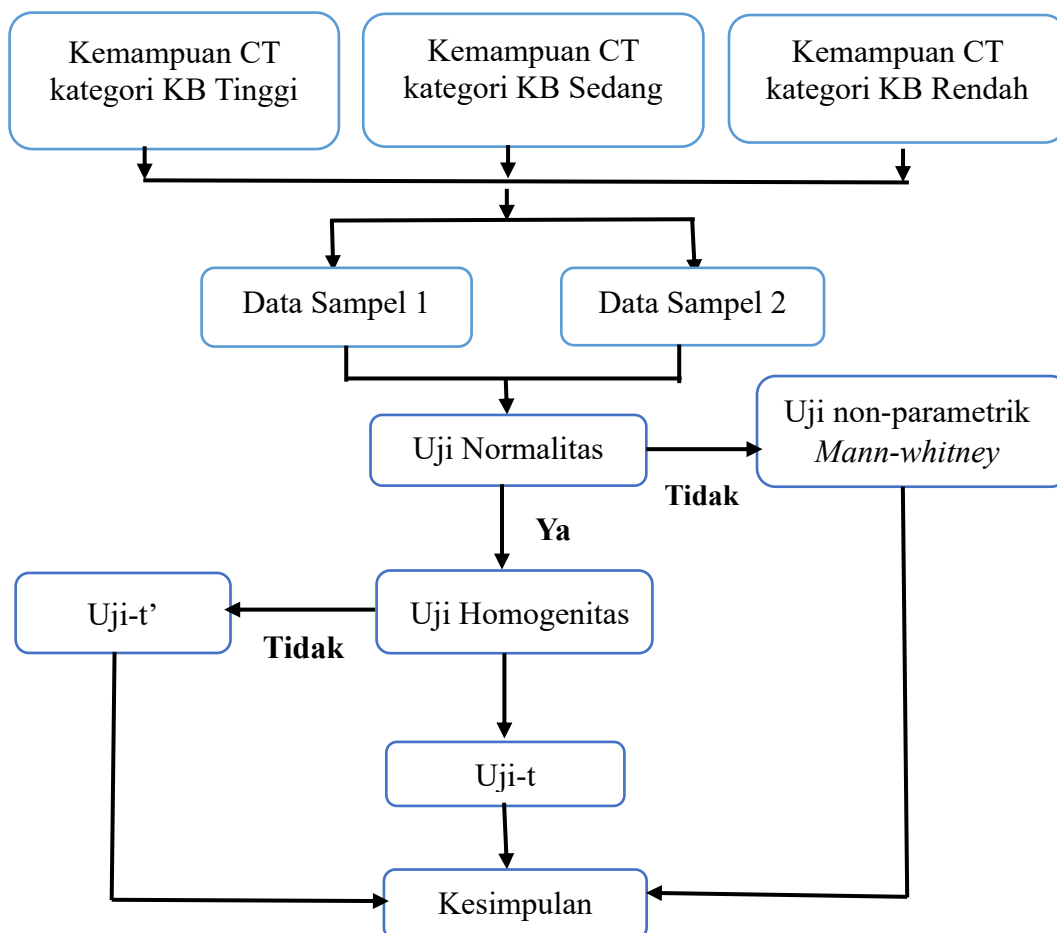 Kemampuan CT
kategori KB Tinggi
Kemampuan CT
kategori KB Sedang
Kemampuan CT
kategori KB Rendah
Data Sampel 1
Data Sampel 2
Uji Normalitas
Uji non-parametrik
Mann-whitney
Tidak
Ya
Uji-t’
Uji Homogenitas
Tidak
Uji-t
Kesimpulan